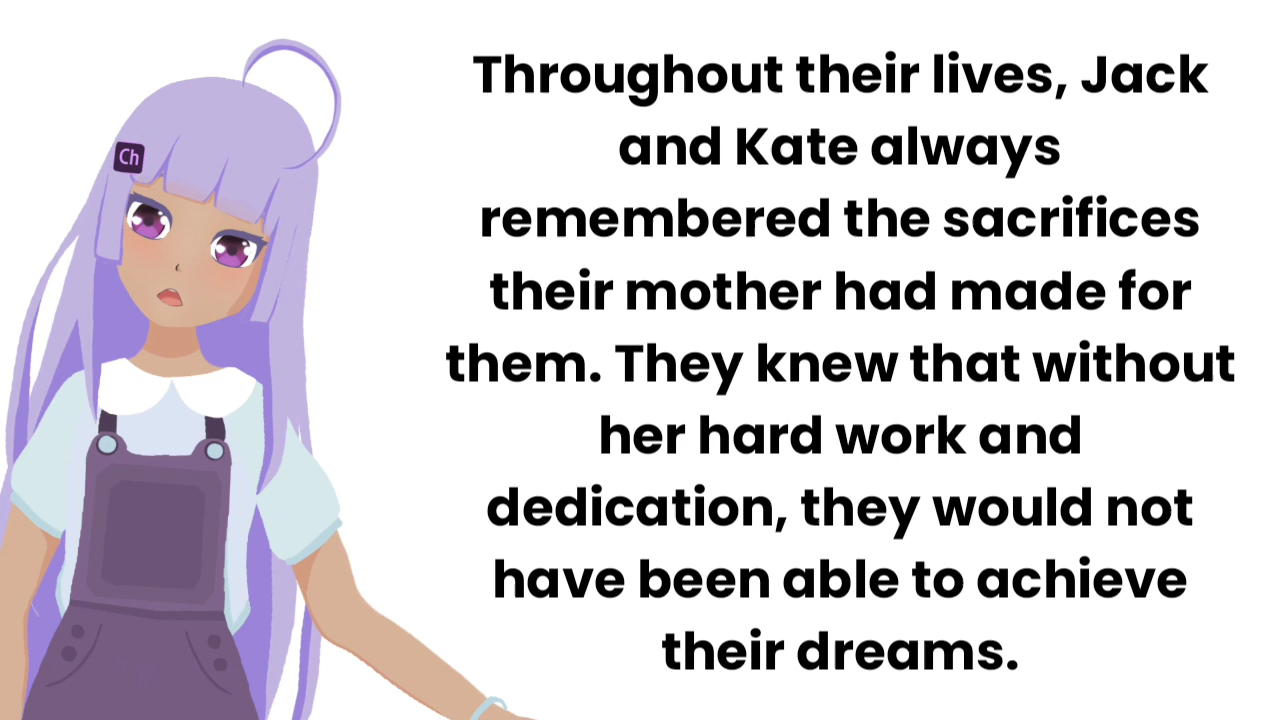 Ch
Throughout their lives, Jack
and Kate always
remembered the sacrifices
their mother had made for
them. They knew that without
her hard work and
dedication, they would not
have been able to achieve
their dreams.